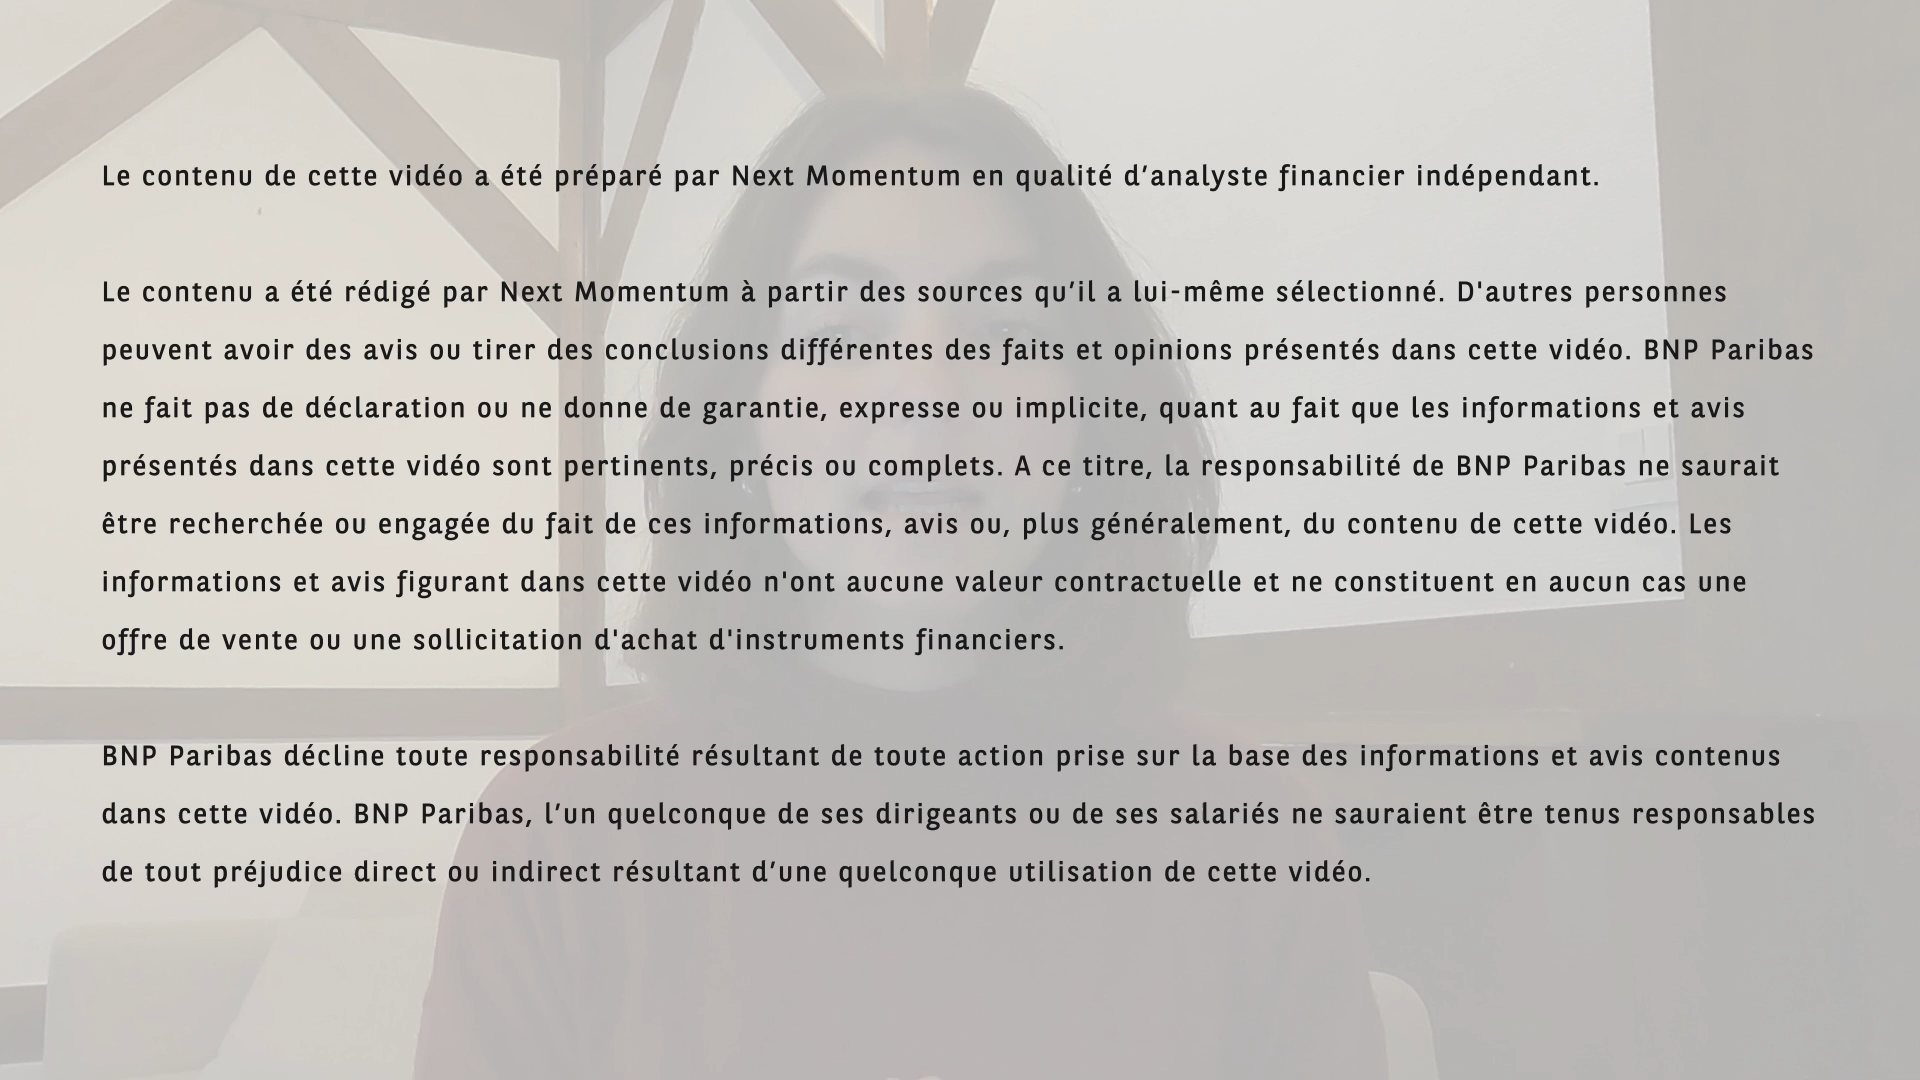 Le contenu de cette vidéo a été préparé par Next Momentum en qualité d’analyste financier indépendant.
Le contenu a été rédigé par Next Momentum à partir des sources qu’il a lui-même sélectionné. D'autres personnes
peuvent avoir des avis ou tirer des conclusions différentes des faits et opinions présentés dans cette vidéo. BNP Paribas
ne fait pas de déclaration ou ne donne de garantie, expresse ou implicite, quant au fait que les informations et avis
présentés dans cette vidéo sont pertinents, précis ou complets. A ce titre, la responsabilité de BNP Paribas ne saurait
être recherchée ou engagée du fait de ces informations, avis ou, plus généralement, du contenu de cette vidéo. Les
informations et avis figurant dans cette vidéo n'ont aucune valeur contractuelle et ne constituent en aucun cas une
offre de vente ou une sollicitation d'achat d'instruments financiers.
BNP Paribas décline toute responsabilité résultant de toute action prise sur la base des informations et avis contenus
dans cette vidéo. BNP Paribas, l’un quelconque de ses dirigeants ou de ses salariés ne sauraient être tenus responsables
de tout préjudice direct ou indirect résultant d’une quelconque utilisation de cette vidéo.